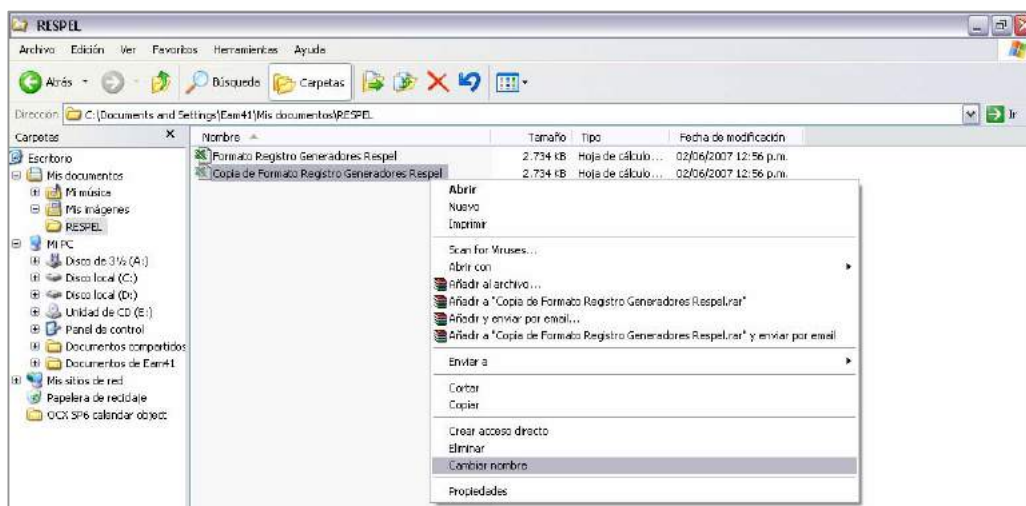 RESPEL
Archivo Edición Ver Favoritos Herramientas Ayuda
Atrás Búsqueda Carpetas
Dirección C:\Documents and Settings\Eam41\Mis documentos\RESPEL Ir
Carpetas x Nombre Tamaño Tipo Fecha de modificación
Escritorio Formato Registro Generadores Respel 2.734 KB Hoja de cálculo... 02/06/2007 12:56 p.m.
Mis documentos Copia de Formato Registro Generadores Respel 2.734 KB Hoja de cálculo... 02/06/2007 12:56 p.m.
Mi música
Mis imágenes
RESPEL
MI PC
Disco de 3½ (A:)
Disco local (C:)
Disco local (D:)
Unidad de CD (E:)
Panel de control
Documentos compartidos
Documentos de Eam41
Mis sitios de red
Papelera de reciclaje
OCX SP6 calendar object
Abrir
Nuevo
Imprimir
Scan for Viruses...
Abrir con
Añadir al archivo...
Añadir a "Copia de Formato Registro Generadores Respel.rar"
Añadir y enviar por email...
Añadir a "Copia de Formato Registro Generadores Respel.rar" y enviar por email
Enviar a
Cortar
Copiar
Crear acceso directo
Eliminar
Cambiar nombre
Propiedades